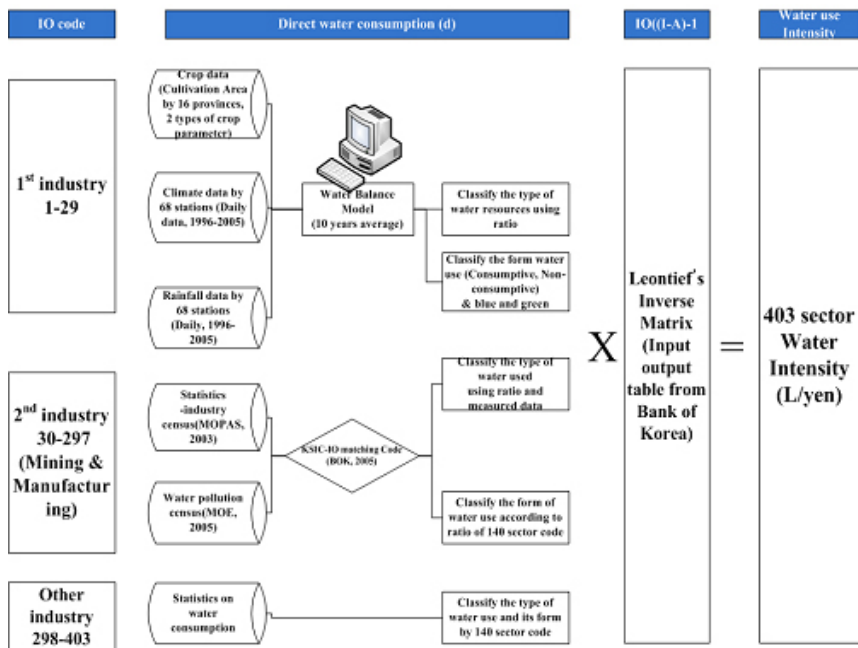 IO code
Direct water consumption (d)
IO((I-A)-1
Water use
Intensity
1st industry
1-29
Crop data
(Cultivation Area
by 16 provinces,
2 types of crop
parameter)
Climate data by
68 stations (Daily
data, 1996-2005)
Rainfall data by
68 stations
(Daily, 1996-
2005)
Water Balance
Model
(10 years average)
Classify the type of
water resources using
ratio
Classify the form water
use (Consumptive, Non-
consumptive)
& blue and green
2nd industry
30-297
(Mining &
Manufactur
ing)
Statistics
-industry
census(MOPAS,
2003)
Water pollution
census(MOE,
2005)
KSIC-IO matching Code
(BOK, 2005)
Classify the type of
water used
using ratio and
measured data
Classify the form of
water use according to
ratio of 140 sector code
Other
industry
298-403
Statistics on
water
consumption
Classify the type of
water use and its form
by 140 sector code
X
Leontief's
Inverse
Matrix
(Input
output
table from
Bank of
Korea)
=
403 sector
Water
Intensity
(L/yen)